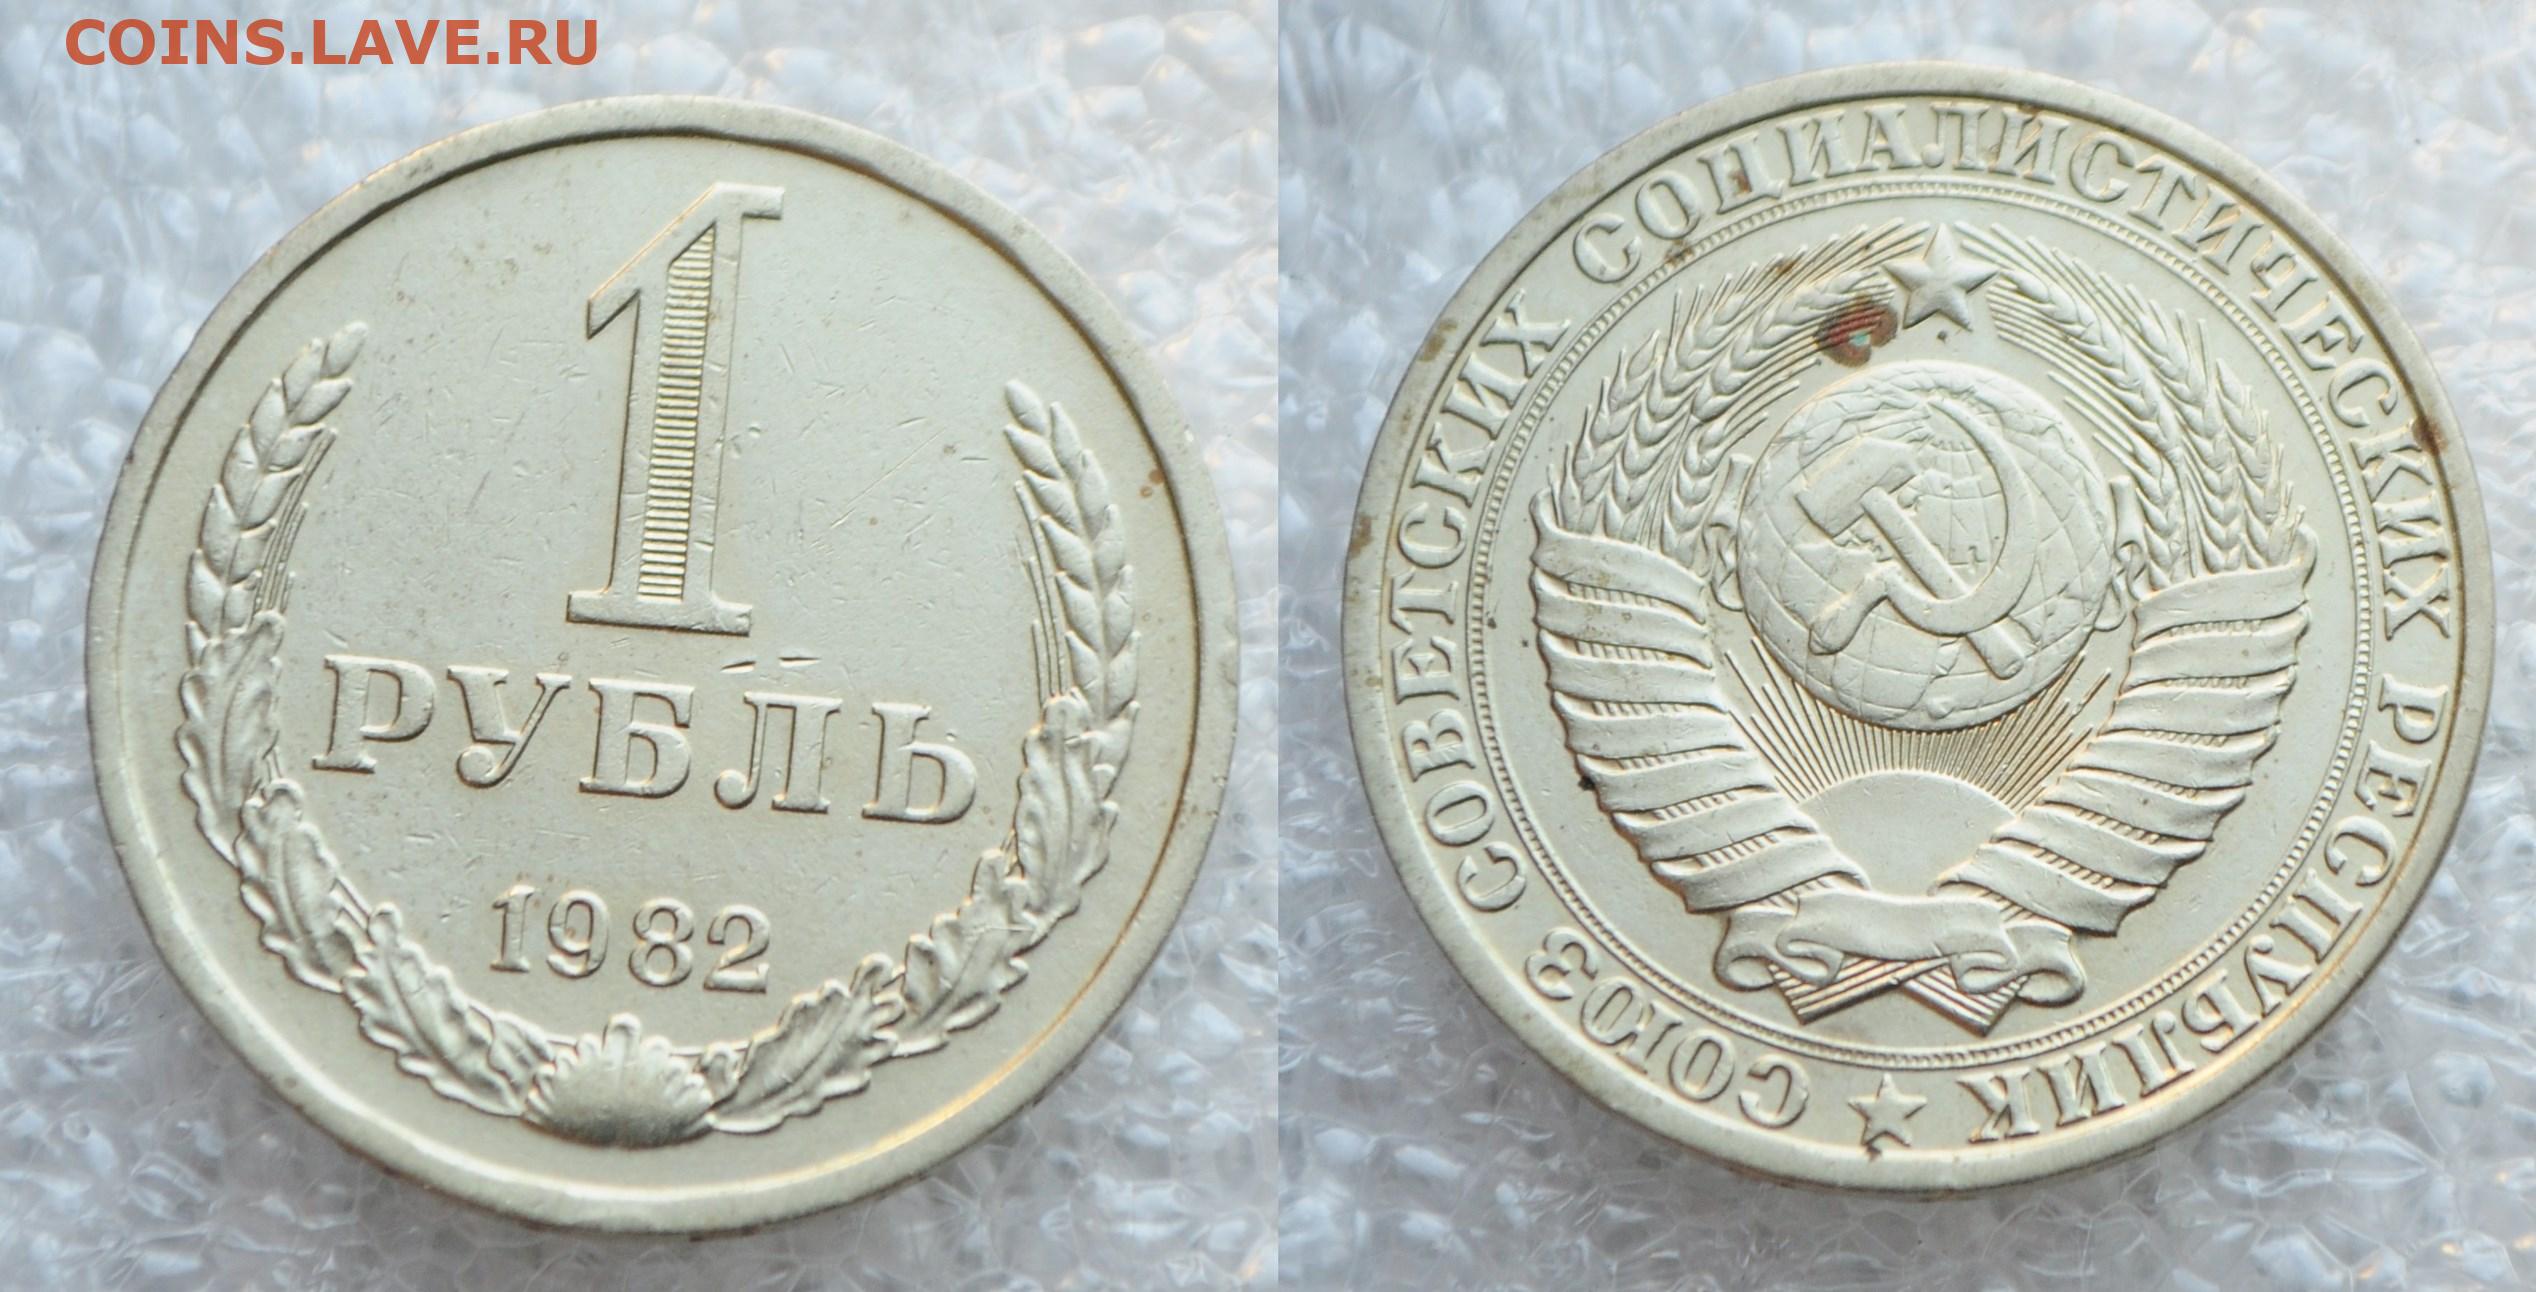 COINS.LAVE.RU
1
РУБЛЬ
1982
СОЮЗ СОВЕТСКИХ СОЦИАЛИСТИЧЕСКИХ РЕСПУБЛИК